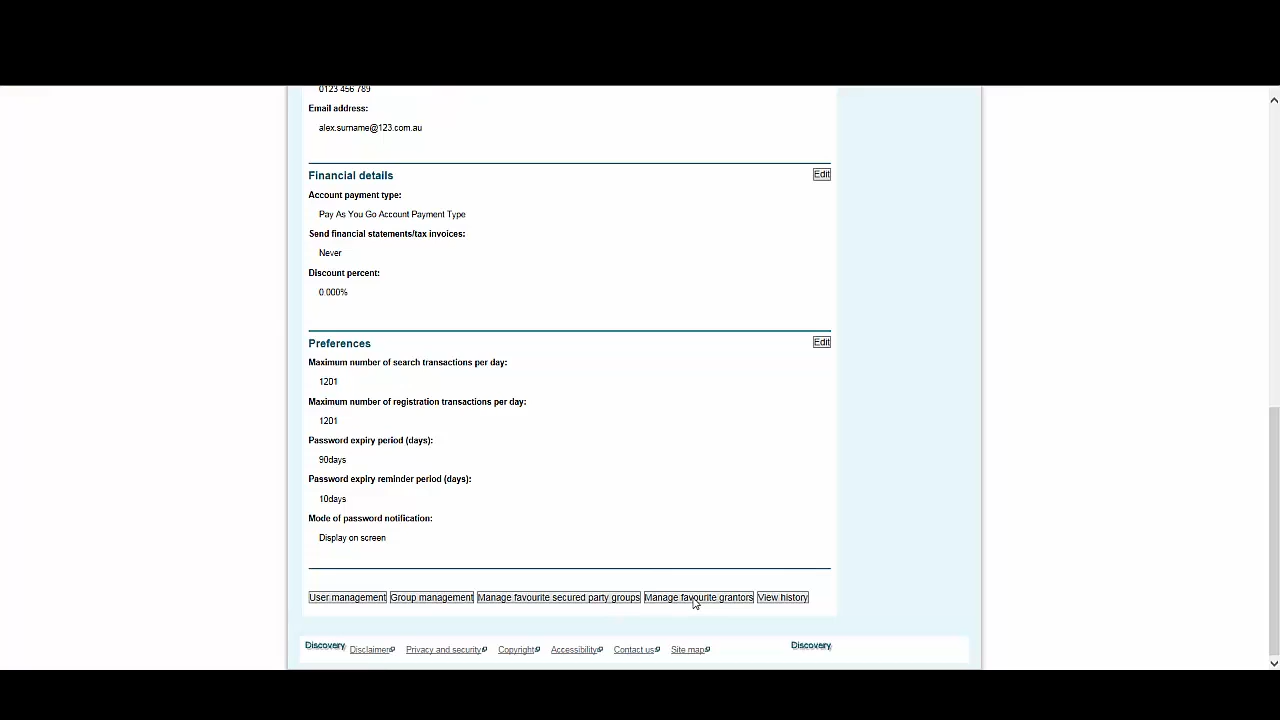 0123 456 789
Email address:
alex.surname@123.com.au
Financial details
Edit
Account payment type:
Pay As You Go Account Payment Type
Send financial statements/tax invoices:
Never
Discount percent:
0.000%
Preferences
Edit
Maximum number of search transactions per day:
1201
Maximum number of registration transactions per day:
1201
Password expiry period (days):
90days
Password expiry reminder period (days):
10days
Mode of password notification:
Display on screen
User management Group management Manage favourite secured party groups Manage favourite grantors View history
Discovery Disclaimer Privacy and security Copyright Accessibility Contact us Site map Discovery